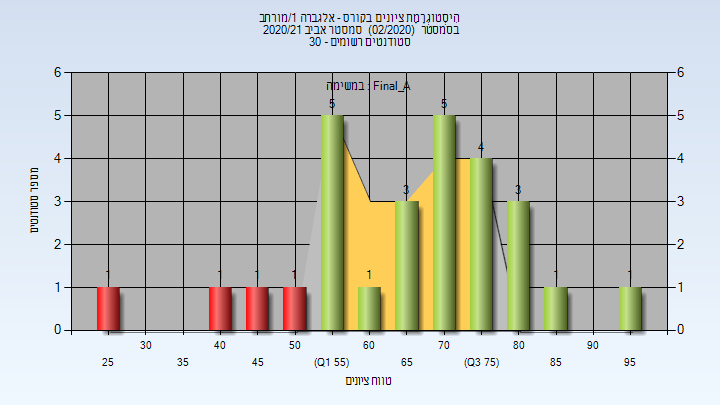 היסטוגרמת ציונים בקורס - אלגברה 1/מורחב
בסמסטר (02/2020) סמסטר אביב 2020/21
סטודנטים רשומים - 30
במשימה : Final_A
מספר סטודנטים
6 6
5 5
4 4
3 3
2 2
1 1
0 0
1 1 1 1 5 1 3 5 4 3 1 1
30 40 50 60 70 80 90
25 35 45 (Q1 55) 65 (Q3 75) 85 95
טווח ציונים